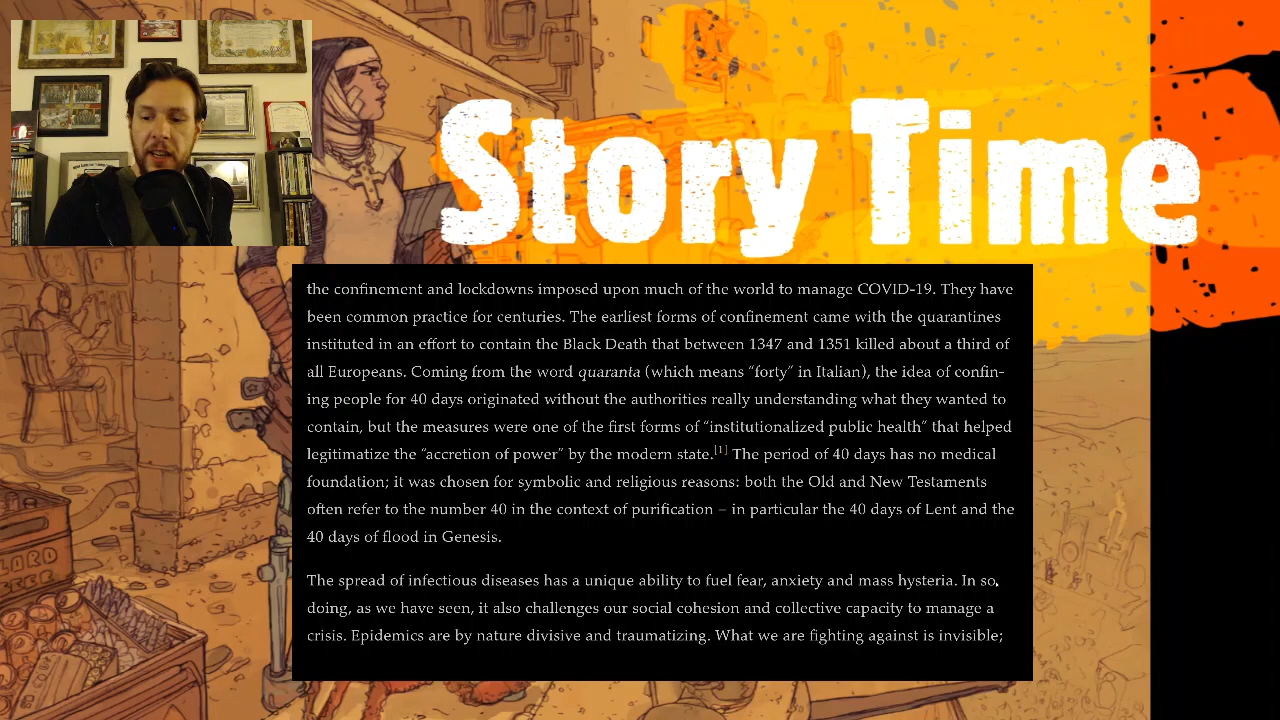 Story Time
the confinement and lockdowns imposed upon much of the world to manage COVID-19. They have
been common practice for centuries. The earliest forms of confinement came with the quarantines
instituted in an effort to contain the Black Death that between 1347 and 1351 killed about a third of
all Europeans. Coming from the word quaranta (which means “forty” in Italian), the idea of confin-
ing people for 40 days originated without the authorities really understanding what they wanted to
contain, but the measures were one of the first forms of “institutionalized public health” that helped
legitimatize the “accretion of power” by the modern state.[1] The period of 40 days has no medical
foundation; it was chosen for symbolic and religious reasons: both the Old and New Testaments
often refer to the number 40 in the context of purification – in particular the 40 days of Lent and the
40 days of flood in Genesis.
The spread of infectious diseases has a unique ability to fuel fear, anxiety and mass hysteria. In so
doing, as we have seen, it also challenges our social cohesion and collective capacity to manage a
crisis. Epidemics are by nature divisive and traumatizing. What we are fighting against is invisible;